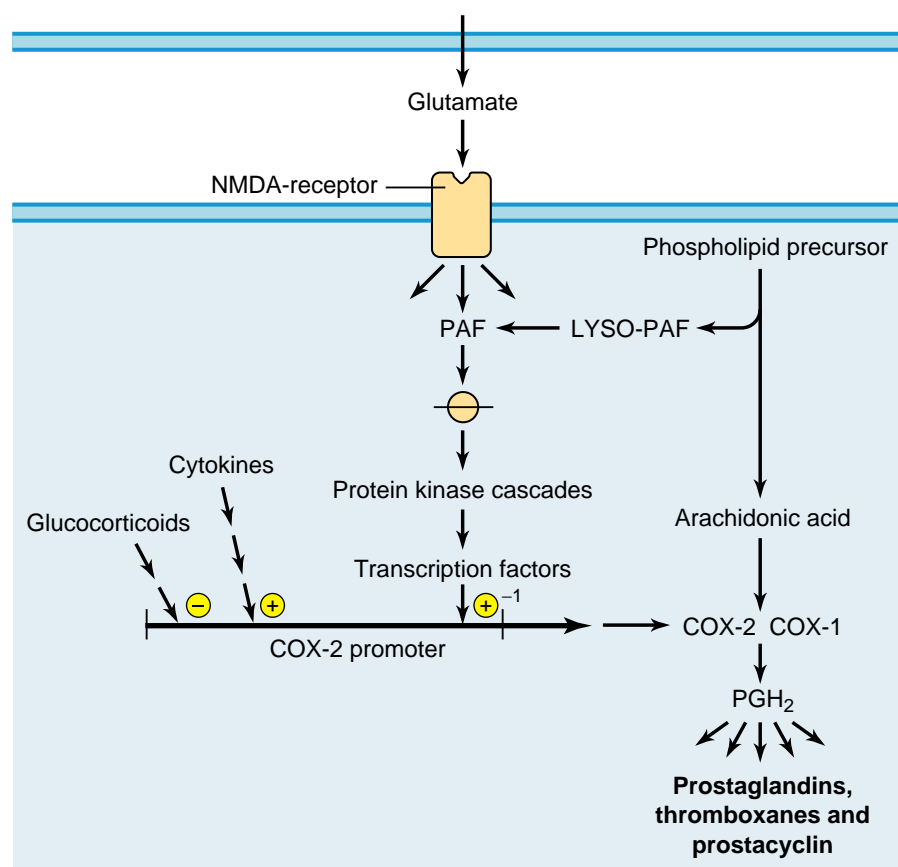 Glutamate
NMDA-receptor
Phospholipid precursor
PAF
LYSO-PAF
Cytokines
Protein kinase cascades
Glucocorticoids
Arachidonic acid
Transcription factors
− + + –1
COX-2 promoter
COX-2 COX-1
PGH2
Prostaglandins,
thromboxanes and
prostacyclin